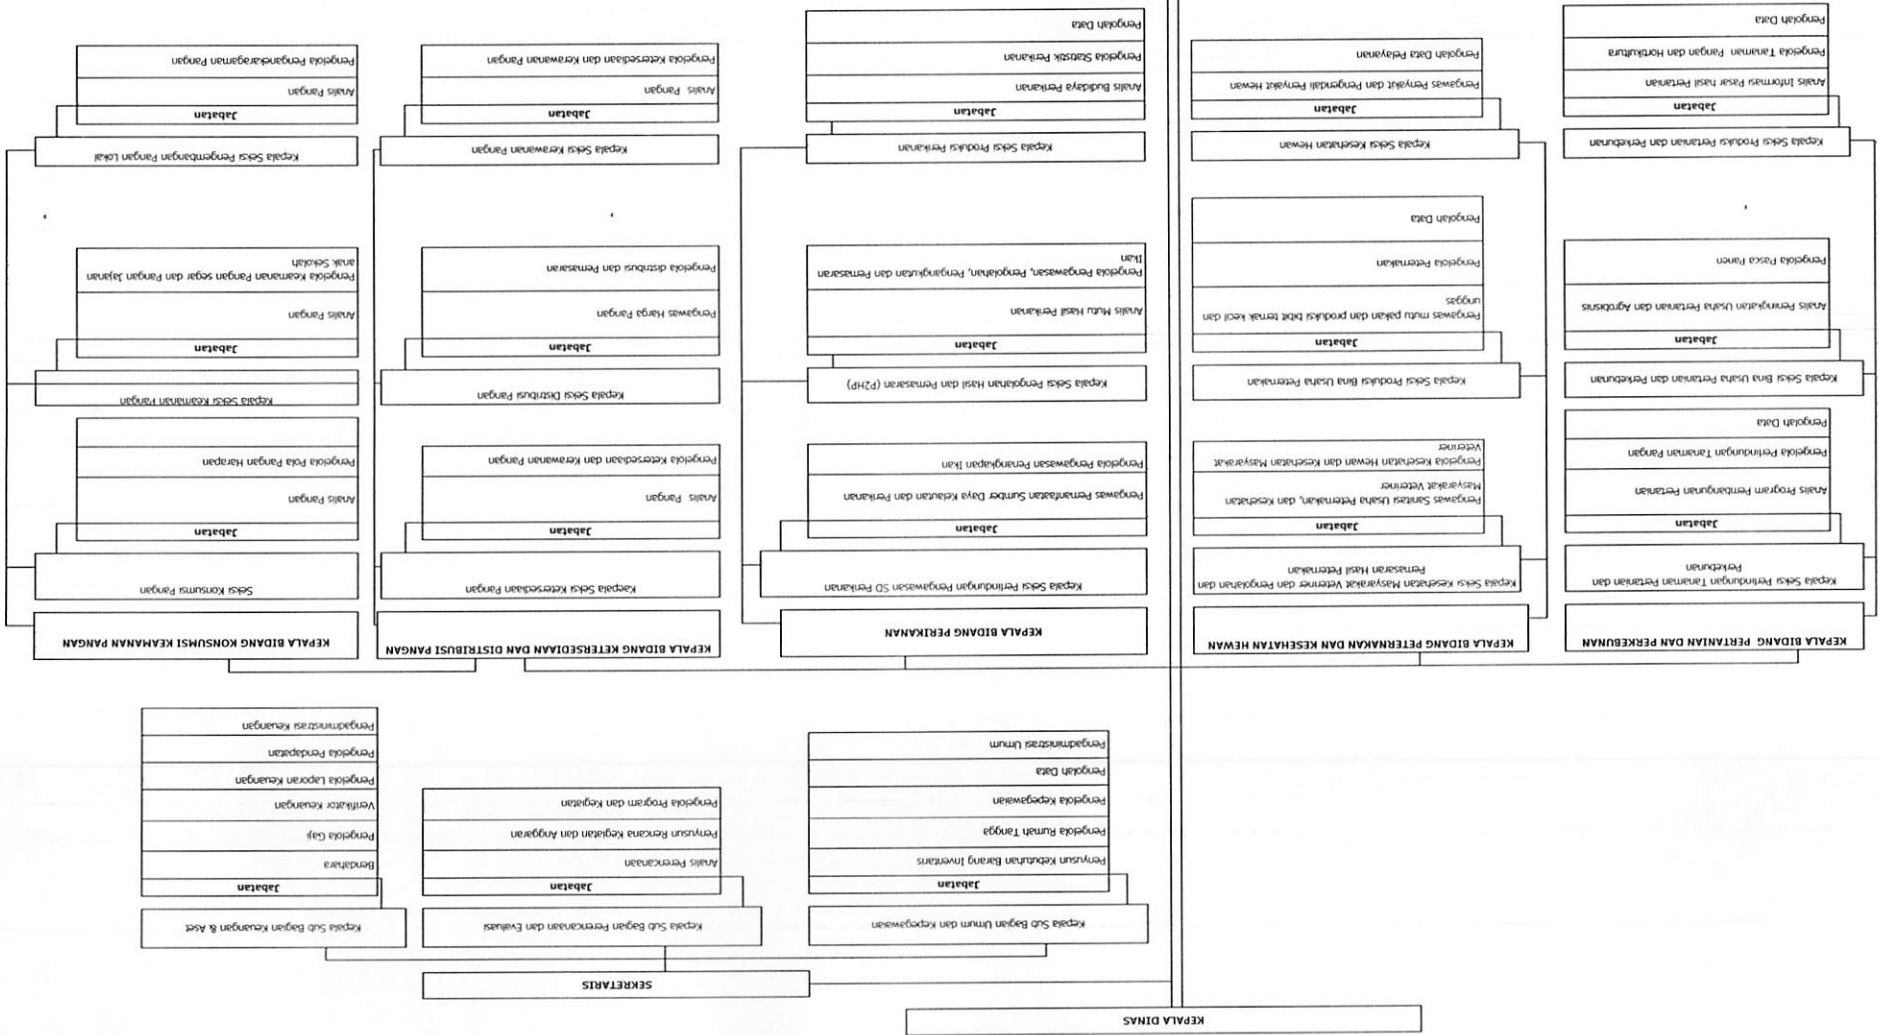 KEPALA DINAS
SEKRETARIS
Kepala Sub Bagian Umum dan Kepegawaian
Jabatan
Penyusun Kebutuhan Barang Inventaris
Pengelola Rumah Tangga
Pengelola Kepegawaian
Pengolah Data
Pengadministrasi Umum
Kepala Sub Bagian Perencanaan dan Evaluasi
Jabatan
Analis Perencanaan
Penyusun Rencana Kegiatan dan Anggaran
Pengelola Program dan Kegiatan
Kepala Sub Bagian Keuangan & Aset
Jabatan
Bendahara
Pengelola Gaji
Verifikator Keuangan
Pengelola Laporan Keuangan
Pengelola Pendapatan
Pengadministrasi Keuangan
KEPALA BIDANG PERTANIAN DAN PERKEBUNAN
Kepala Seksi Perlindungan Tanaman Pertanian dan
Perkebunan
Jabatan
Analis Program Pembangunan Pertanian
Pengelola Perlindungan Tanaman Pangan
Pengolah Data
Kepala Seksi Bina Usaha Pertanian dan Perkebunan
Jabatan
Analis Peningkatan Usaha Pertanian dan Agrobisnis
Pengelola Pasca Panen
Kepala Seksi Produksi Pertanian dan Perkebunan
Jabatan
Analis Informasi Pasar hasil Pertanian
Pengelola Tanaman Pangan dan Hortikultura
Pengolah Data
KEPALA BIDANG PETERNAKAN DAN KESEHATAN HEWAN
Kepala Seksi Kesehatan Masyarakat Veteriner dan Pengolahan dan
Pemasaran Hasil Peternakan
Jabatan
Pengawas Sanitasi Usaha Peternakan, dan Kesehatan
Masyarakat Veteriner
Pengelola Kesehatan Hewan dan Kesehatan Masyarakat
Veteriner
Kepala Seksi Produksi Bina Usaha Peternakan
Jabatan
Pengawas mutu pakan dan produksi bibit ternak kecil dan
unggas
Pengelola Peternakan
Pengolah Data
Kepala Seksi Kesehatan Hewan
Jabatan
Pengawas Penyakit dan Pengendali Penyakit Hewan
Pengolah Data Pelayanan
KEPALA BIDANG PERIKANAN
Kepala Seksi Perlindungan Pengawasan SD Perikanan
Jabatan
Pengawas Pemanfaatan Sumber Daya Kelautan dan Perikanan
Pengelola Pengawasan Penangkapan Ikan
Kepala Seksi Pengolahan Hasil dan Pemasaran (P2HP)
Jabatan
Analis Mutu Hasil Perikanan
Pengelola Pengawasan, Pengolahan, Pengangkutan dan Pemasaran
Ikan
Kepala Seksi Produksi Perikanan
Jabatan
Analis Budidaya Perikanan
Pengelola Statistik Perikanan
Pengolah Data
KEPALA BIDANG KETERSEDIAAN DAN DISTRIBUSI PANGAN
Kaepala Seksi Ketersediaan Pangan
Jabatan
Analis Pangan
Pengelola Ketersediaan dan Kerawanan Pangan
Kepala Seksi Distribusi Pangan
Jabatan
Pengawas Harga Pangan
Pengelola distribusi dan Pemasaran
Kepala Seksi Kerawanan Pangan
Jabatan
Analis Pangan
Pengelola Ketersediaan dan Kerawanan Pangan
KEPALA BIDANG KONSUMSI KEAMANAN PANGAN
Seksi Konsumsi Pangan
Jabatan
Analis Pangan
Pengelola Pola Pangan Harapan
Kepala Seksi Keamanan Pangan
Jabatan
Analis Pangan
Pengelola Keamanan Pangan segar dan Pangan Jajanan
anak Sekolah
Kepala Seksi Pengembangan Pangan Lokal
Jabatan
Analis Pangan
Pengelola Penganekaragaman Pangan